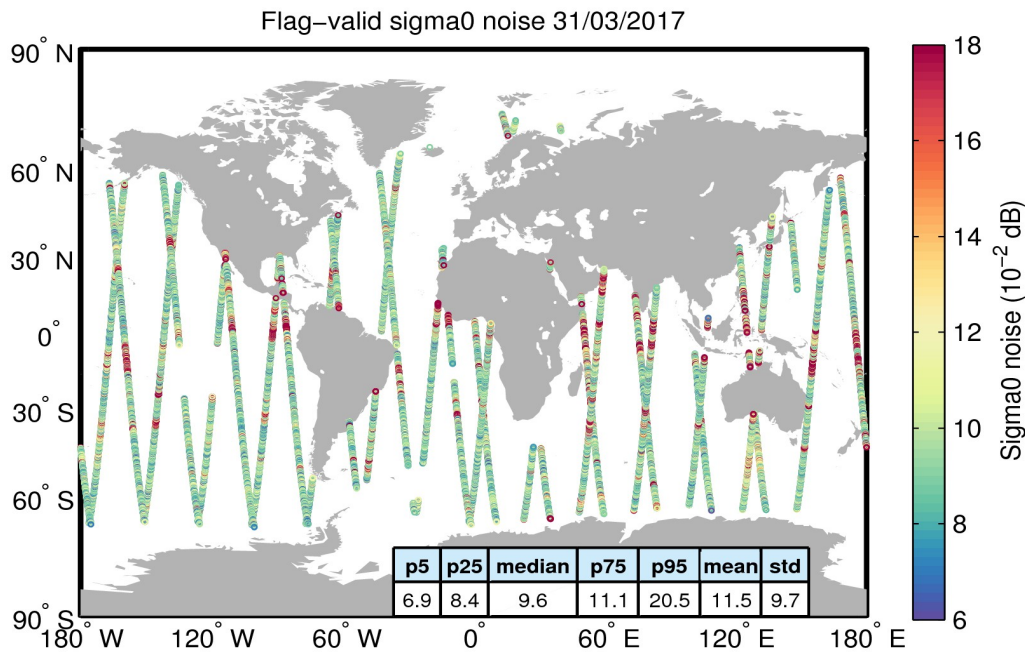 Flag−valid sigma0 noise 31/03/2017
90° N
60° N
30° N
0°
30° S
60° S
90° S
180° W
120° W
60° W
0°
60° E
120° E
180° E
p5 p25 median p75 p95 mean std
6.9 8.4 9.6 11.1 20.5 11.5 9.7
18
16
14
12
10
8
6
Sigma0 noise (10⁻² dB)